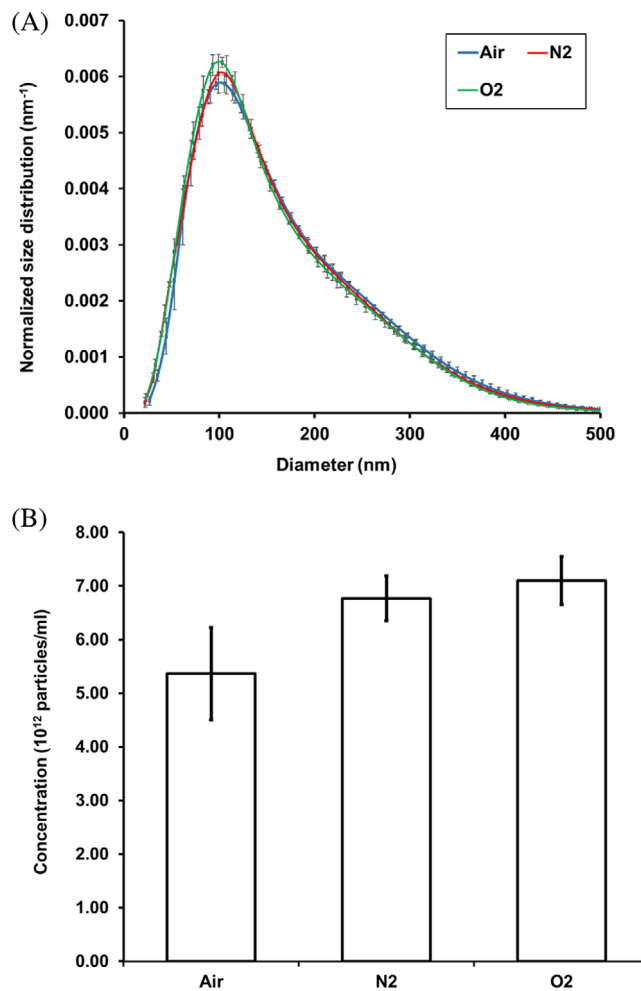 (A)
Normalized size distribution (nm⁻¹)
0.007
0.006
0.005
0.004
0.003
0.002
0.001
0.000
Air
N2
O2
0 100 200 300 400 500
Diameter (nm)
(B)
Concentration (10¹² particles/ml)
8.00
7.00
6.00
5.00
4.00
3.00
2.00
1.00
0.00
Air N2 O2